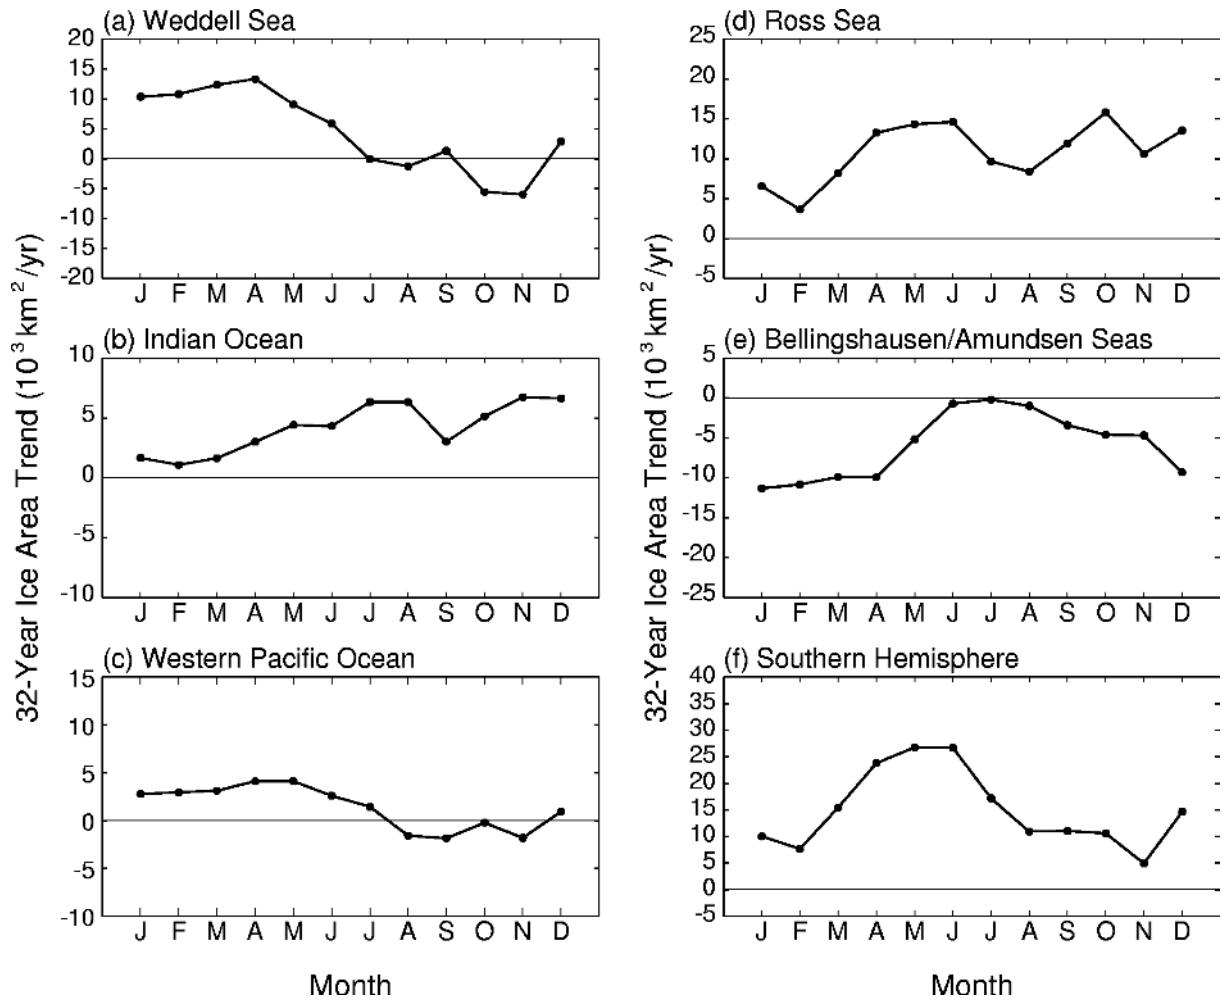 (a) Weddell Sea
20
15
10
5
0
-5
-10
-15
-20
J F M A M J J A S O N D
(b) Indian Ocean
10
5
0
-5
-10
J F M A M J J A S O N D
(c) Western Pacific Ocean
15
10
5
0
-5
-10
J F M A M J J A S O N D
32-Year Ice Area Trend (10³ km²/yr)
Month
(d) Ross Sea
25
20
15
10
5
0
-5
J F M A M J J A S O N D
(e) Bellingshausen/Amundsen Seas
5
0
-5
-10
-15
-20
-25
J F M A M J J A S O N D
(f) Southern Hemisphere
40
35
30
25
20
15
10
5
0
-5
J F M A M J J A S O N D
32-Year Ice Area Trend (10³ km²/yr)
Month